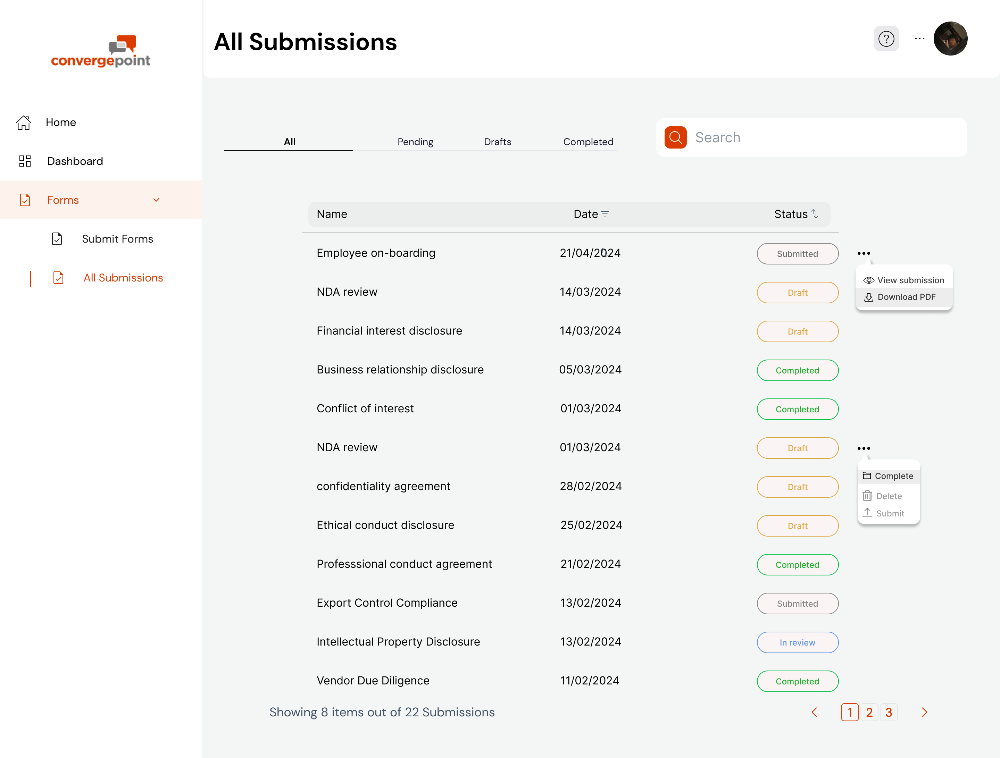 convergepoint
All Submissions
?
Home
Dashboard
Forms
Submit Forms
All Submissions
All Pending Drafts Completed
Search
Name Date Status
Employee on-boarding 21/04/2024 Submitted
View submission
Download PDF
NDA review 14/03/2024 Draft
Financial interest disclosure 14/03/2024 Draft
Business relationship disclosure 05/03/2024 Completed
Conflict of interest 01/03/2024 Completed
NDA review 01/03/2024 Draft
Complete
Delete
Submit
confidentiality agreement 28/02/2024 Draft
Ethical conduct disclosure 25/02/2024 Draft
Professsional conduct agreement 21/02/2024 Completed
Export Control Compliance 13/02/2024 Submitted
Intellectual Property Disclosure 13/02/2024 In review
Vendor Due Diligence 11/02/2024 Completed
Showing 8 items out of 22 Submissions
1 2 3